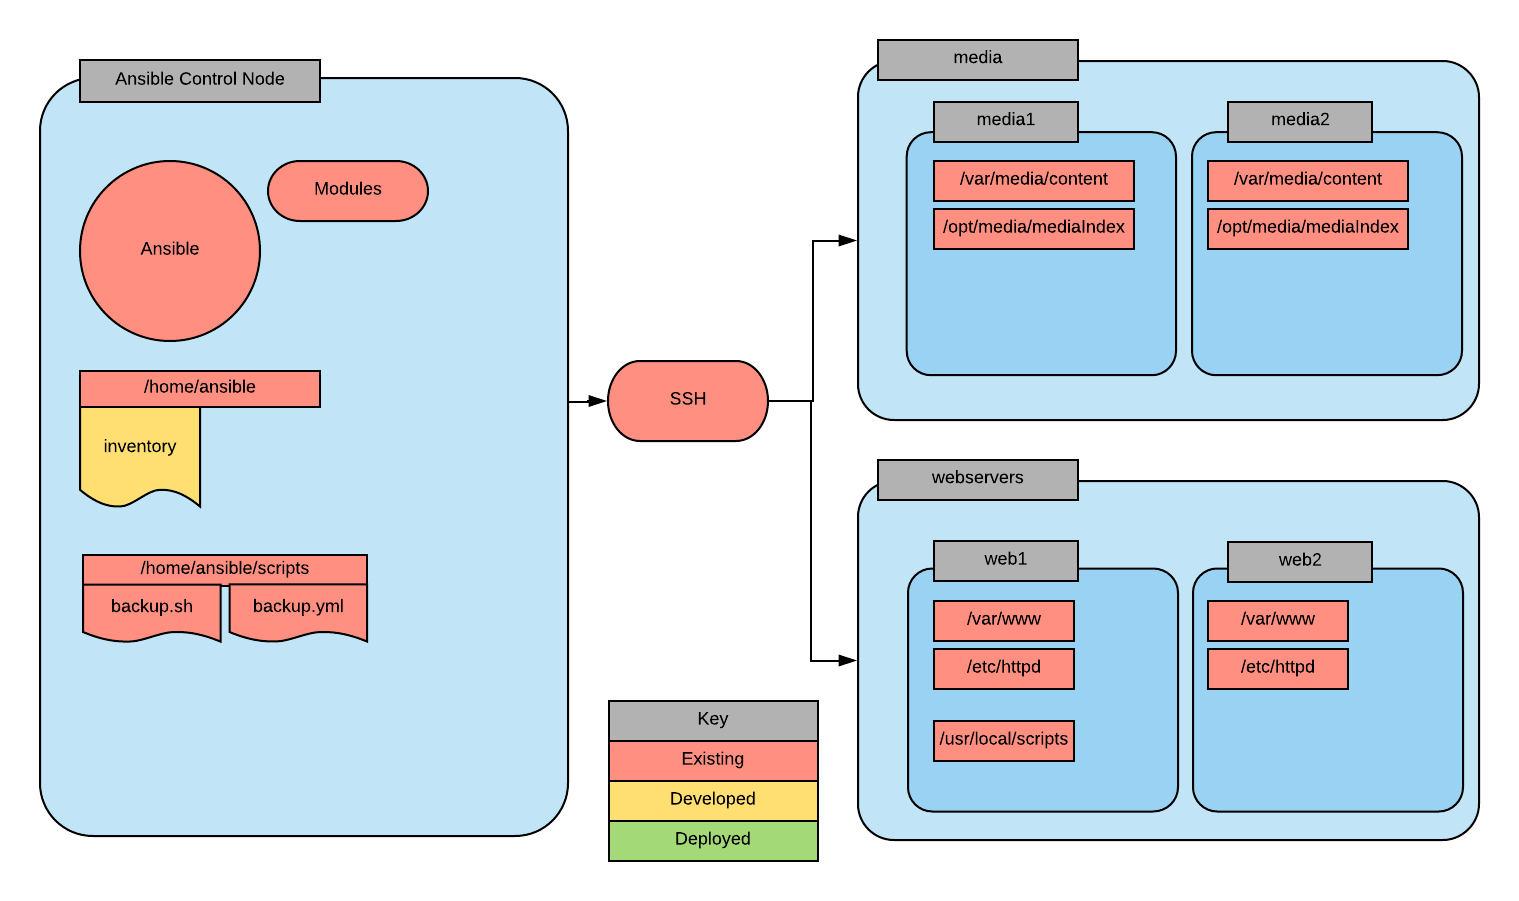 Ansible Control Node
Modules
Ansible
/home/ansible
inventory
/home/ansible/scripts
backup.sh
backup.yml
SSH
Key
Existing
Developed
Deployed
media
media1
/var/media/content
/opt/media/mediaIndex
media2
/var/media/content
/opt/media/mediaIndex
webservers
web1
/var/www
/etc/httpd
/usr/local/scripts
web2
/var/www
/etc/httpd